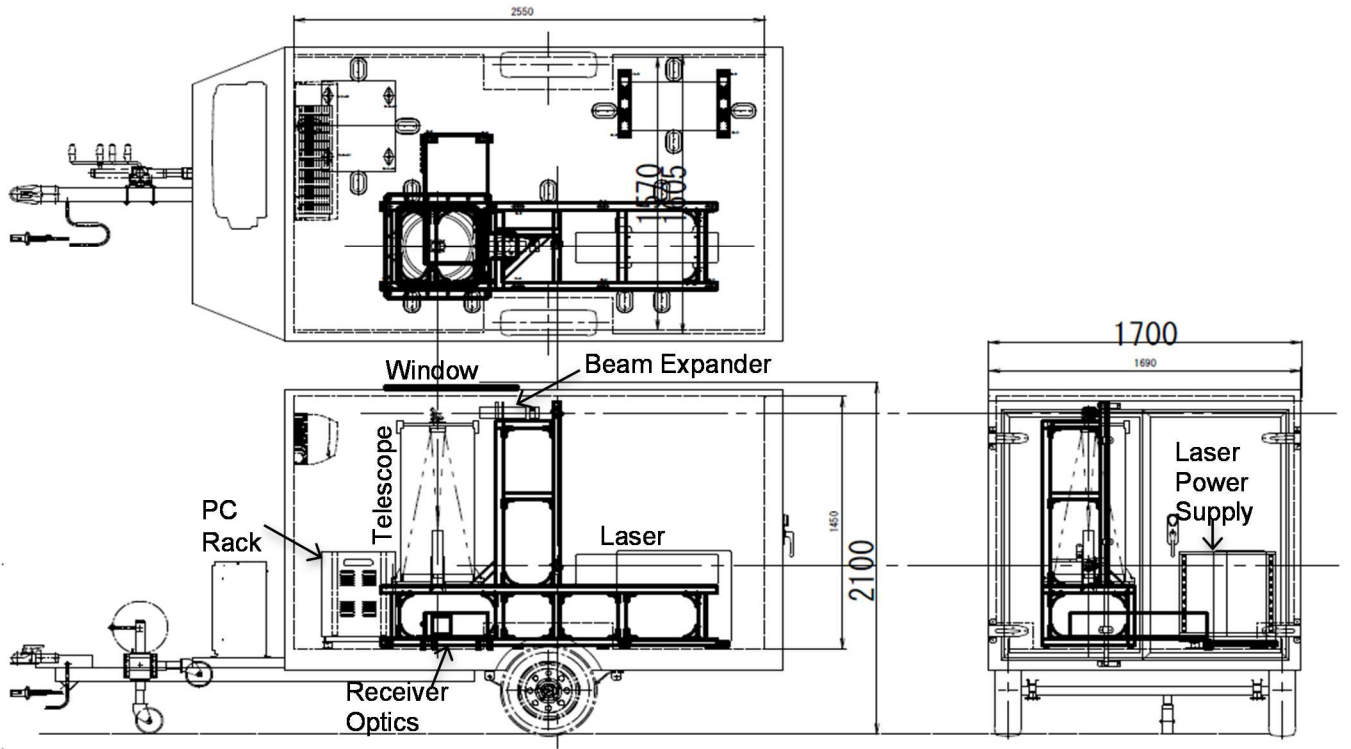 2550
1570
1605
Window
Beam Expander
1700
1690
Telescope
PC
Rack
Laser
1450
2100
Laser
Power
Supply
Receiver
Optics